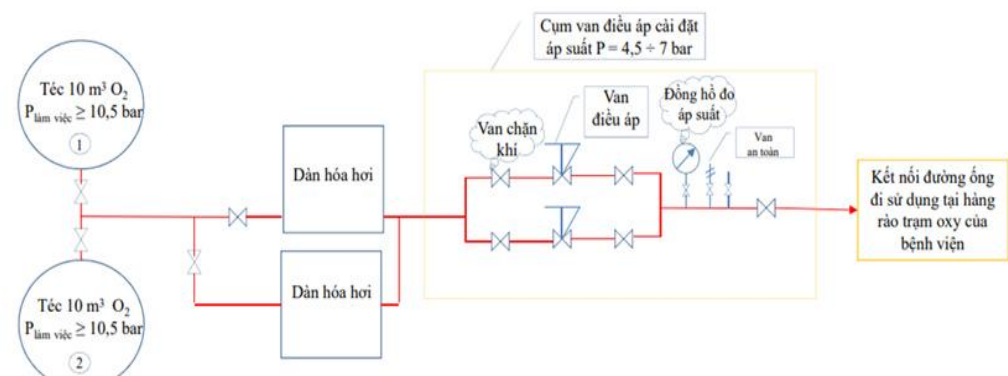 Cụm van điều áp cài đặt
áp suất P = 4,5 ÷ 7 bar
Téc 10 m³ O₂
Plàm việc ≥ 10,5 bar
1
Dàn hóa hơi
Van chặn
khí
Van
điều áp
Đồng hồ đo
áp suất
Van
an toàn
Kết nối đường ống
đi sử dụng tại hàng
rào trạm oxy của
bệnh viện
Dàn hóa hơi
Téc 10 m³ O₂
Plàm việc ≥ 10,5 bar
2